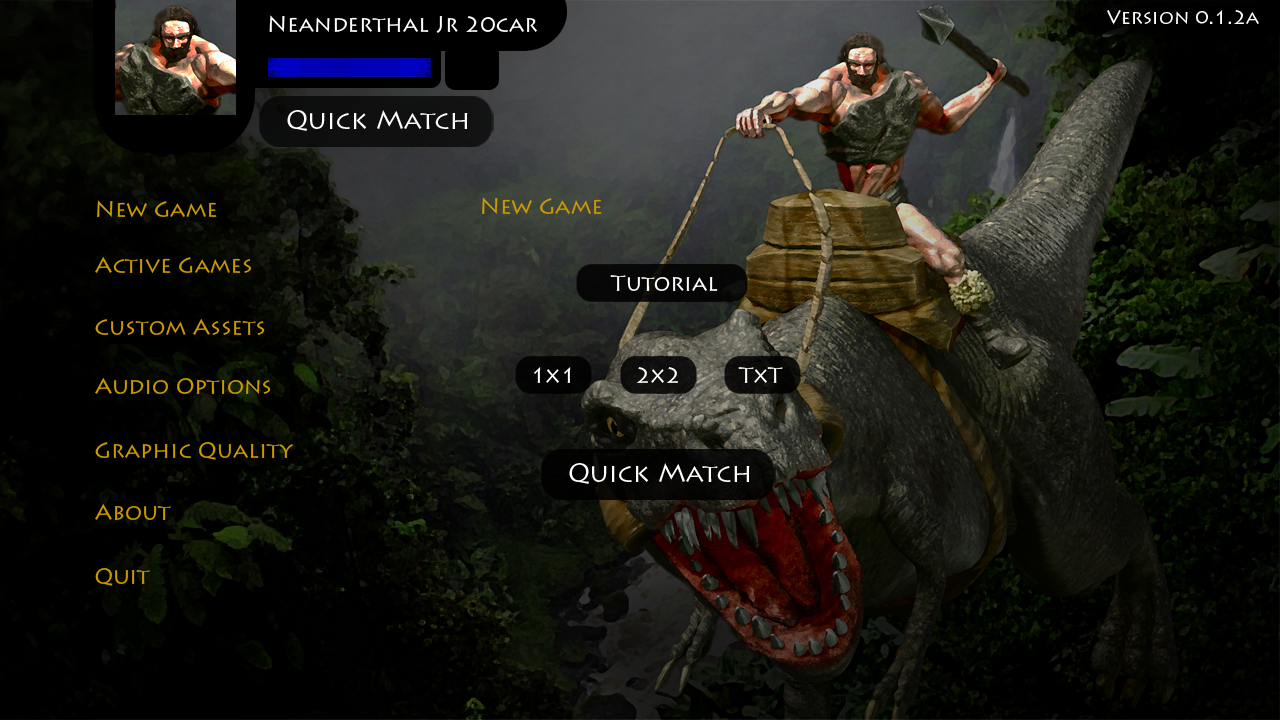 Neanderthal Jr 20car
Version 0.1.2a
Quick Match
New Game
Active Games
Custom Assets
Audio Options
Graphic Quality
About
Quit
New Game
Tutorial
1x1
2x2
TxT
Quick Match